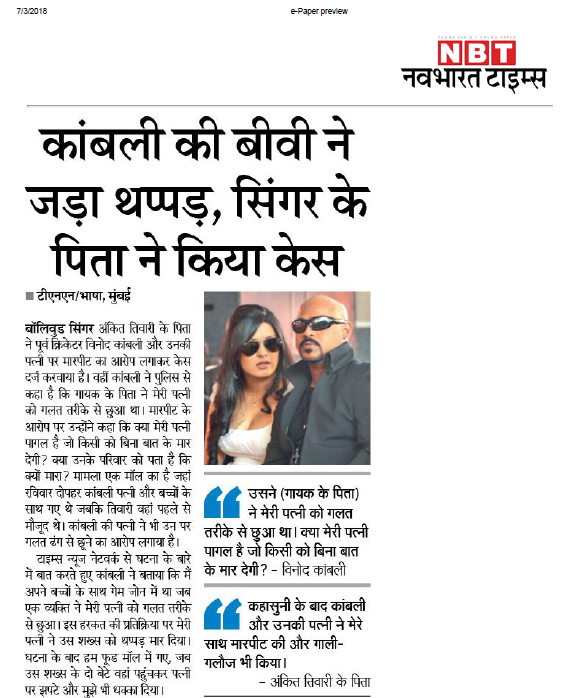 7/3/2018
e-Paper preview
NBT
नवभारत टाइम्स
कांबली की बीवी ने
जड़ा थप्पड़, सिंगर के
पिता ने किया केस
टीएनएन/भाषा, मुंबई
बॉलिवुड सिंगर अंकित तिवारी के पिता
ने पूर्व क्रिकेटर विनोद कांबली और उनकी
पत्नी पर मारपीट का आरोप लगाकर केस
दर्ज करवाया है। वहीं कांबली ने पुलिस से
कहा है कि गायक के पिता ने मेरी पत्नी
को गलत तरीके से छुआ था। मारपीट के
आरोप पर उन्होंने कहा कि क्या मेरी पत्नी
पागल है जो किसी को बिना बात के मार
देगी? क्या उनके परिवार को पता है कि
क्यों मारा? मामला एक मॉल का है जहां
रविवार दोपहर कांबली पत्नी और बच्चों के
साथ गए थे जबकि तिवारी वहां पहले से
मौजूद थे। कांबली की पत्नी ने भी उन पर
गलत ढंग से छूने का आरोप लगाया है।
टाइम्स न्यूज नेटवर्क से घटना के बारे
में बात करते हुए कांबली ने बताया कि मैं
अपने बच्चों के साथ गेम जोन में था जब
एक व्यक्ति ने मेरी पत्नी को गलत तरीके
से छुआ। इस हरकत की प्रतिक्रिया पर मेरी
पत्नी ने उस शख्स को थप्पड़ मार दिया।
घटना के बाद हम फूड मॉल में गए, जब
उस शख्स के दो बेटे वहां पहुंचकर पत्नी
पर झपटे और मुझे भी धक्का दिया।
उसने (गायक के पिता)
ने मेरी पत्नी को गलत
तरीके से छुआ था। क्या मेरी पत्नी
पागल है जो किसी को बिना बात
के मार देगी? - विनोद कांबली
कहासुनी के बाद कांबली
और उनकी पत्नी ने मेरे
साथ मारपीट की और गाली-
गलौज भी किया।
- अंकित तिवारी के पिता